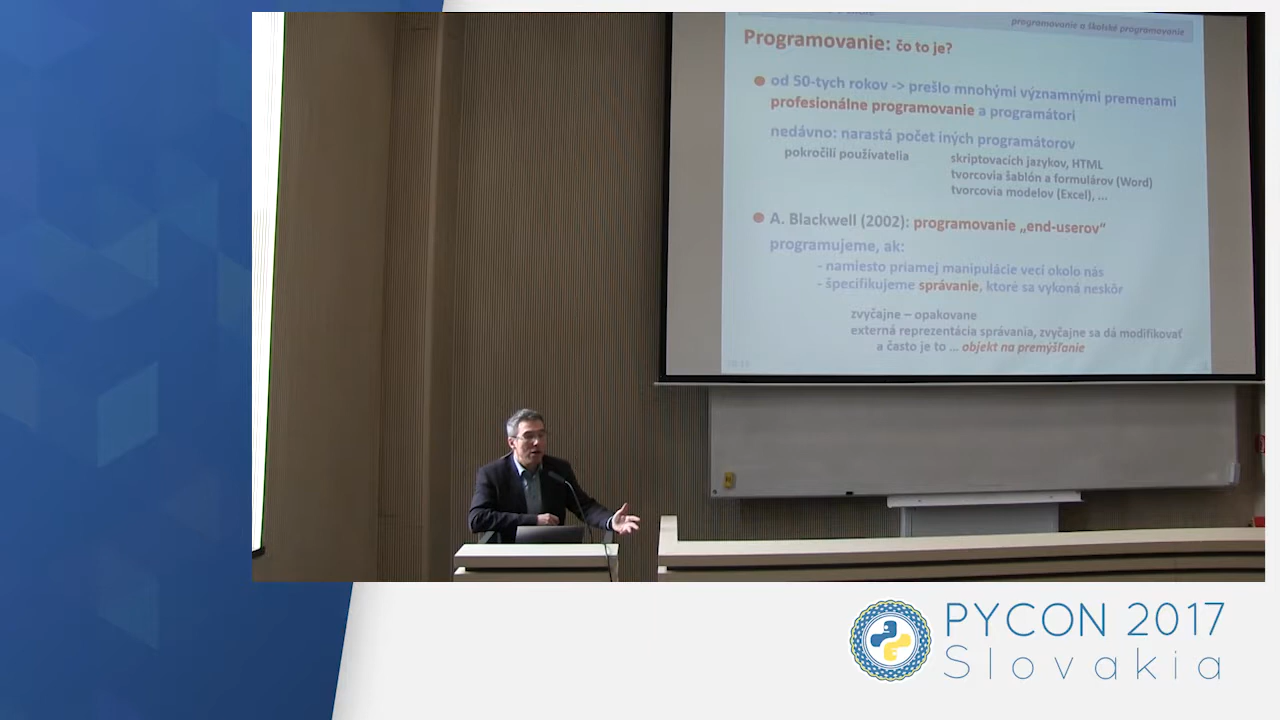 programovanie a školské programovanie
Programovanie: čo to je?
od 50-tych rokov -> prešlo mnohými významnými premenami
profesionálne programovanie a programátori
nedávno: narastá počet iných programátorov
pokročilí používatelia
skriptovacích jazykov, HTML
tvorcovia šablón a formulárov (Word)
tvorcovia modelov (Excel), ...
A. Blackwell (2002): programovanie „end-userov“
programujeme, ak:
- namiesto priamej manipulácie vecí okolo nás
- špecifikujeme správanie, ktoré sa vykoná neskôr
zvyčajne – opakovane
externá reprezentácia správania, zvyčajne sa dá modifikovať
a často je to ... objekt na premýšľanie
PYCON 2017
Slovakia